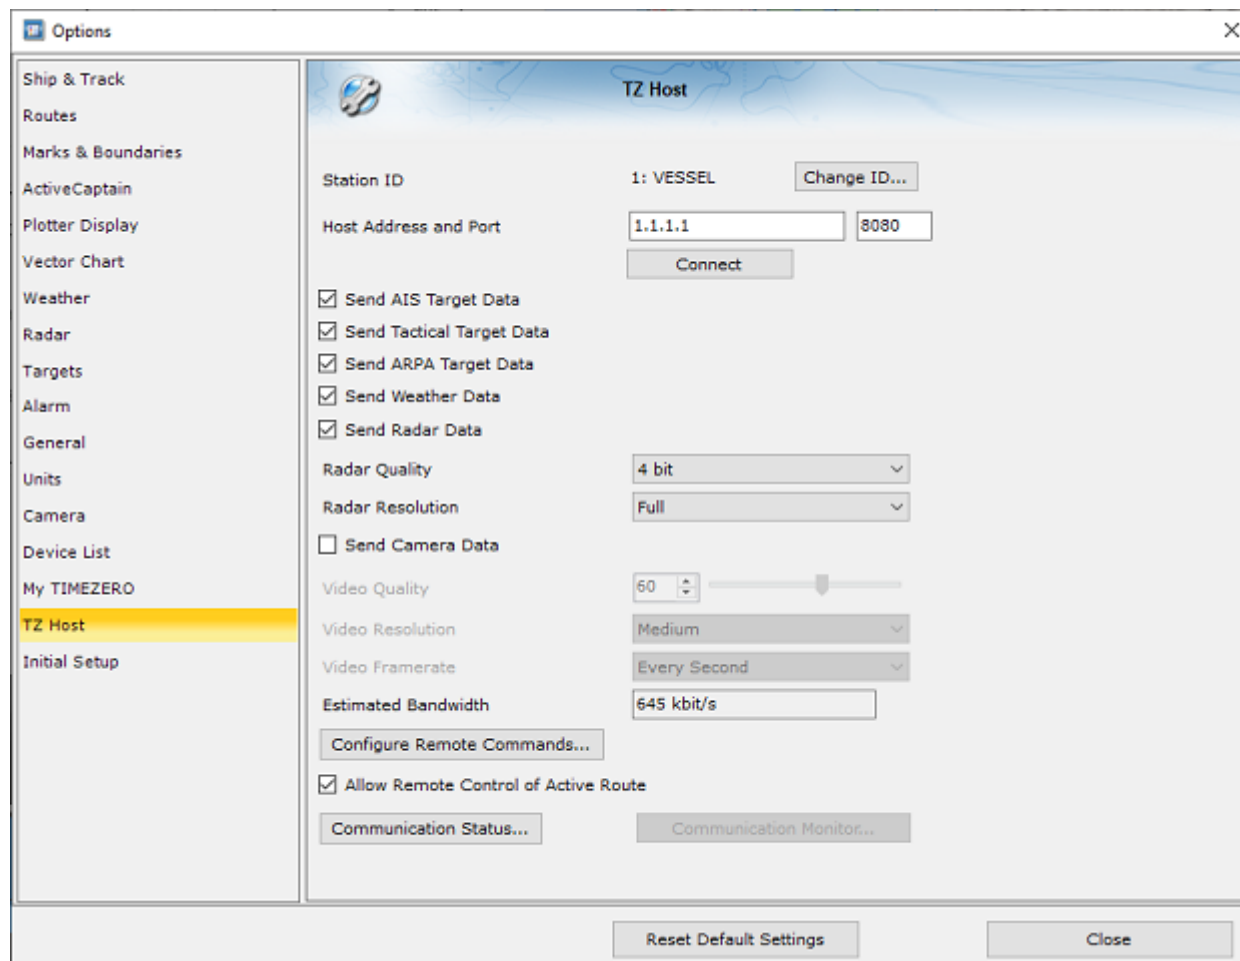 Options
Ship & Track
Routes
Marks & Boundaries
ActiveCaptain
Plotter Display
Vector Chart
Weather
Radar
Targets
Alarm
General
Units
Camera
Device List
My TIMEZERO
TZ Host
Initial Setup
TZ Host
Station ID 1: VESSEL Change ID...
Host Address and Port 1.1.1.1 8080
Connect
Send AIS Target Data
Send Tactical Target Data
Send ARPA Target Data
Send Weather Data
Send Radar Data
Radar Quality 4 bit
Radar Resolution Full
Send Camera Data
Video Quality 60
Video Resolution Medium
Video Framerate Every Second
Estimated Bandwidth 645 kbit/s
Configure Remote Commands...
Allow Remote Control of Active Route
Communication Status... Communication Monitor...
Reset Default Settings Close